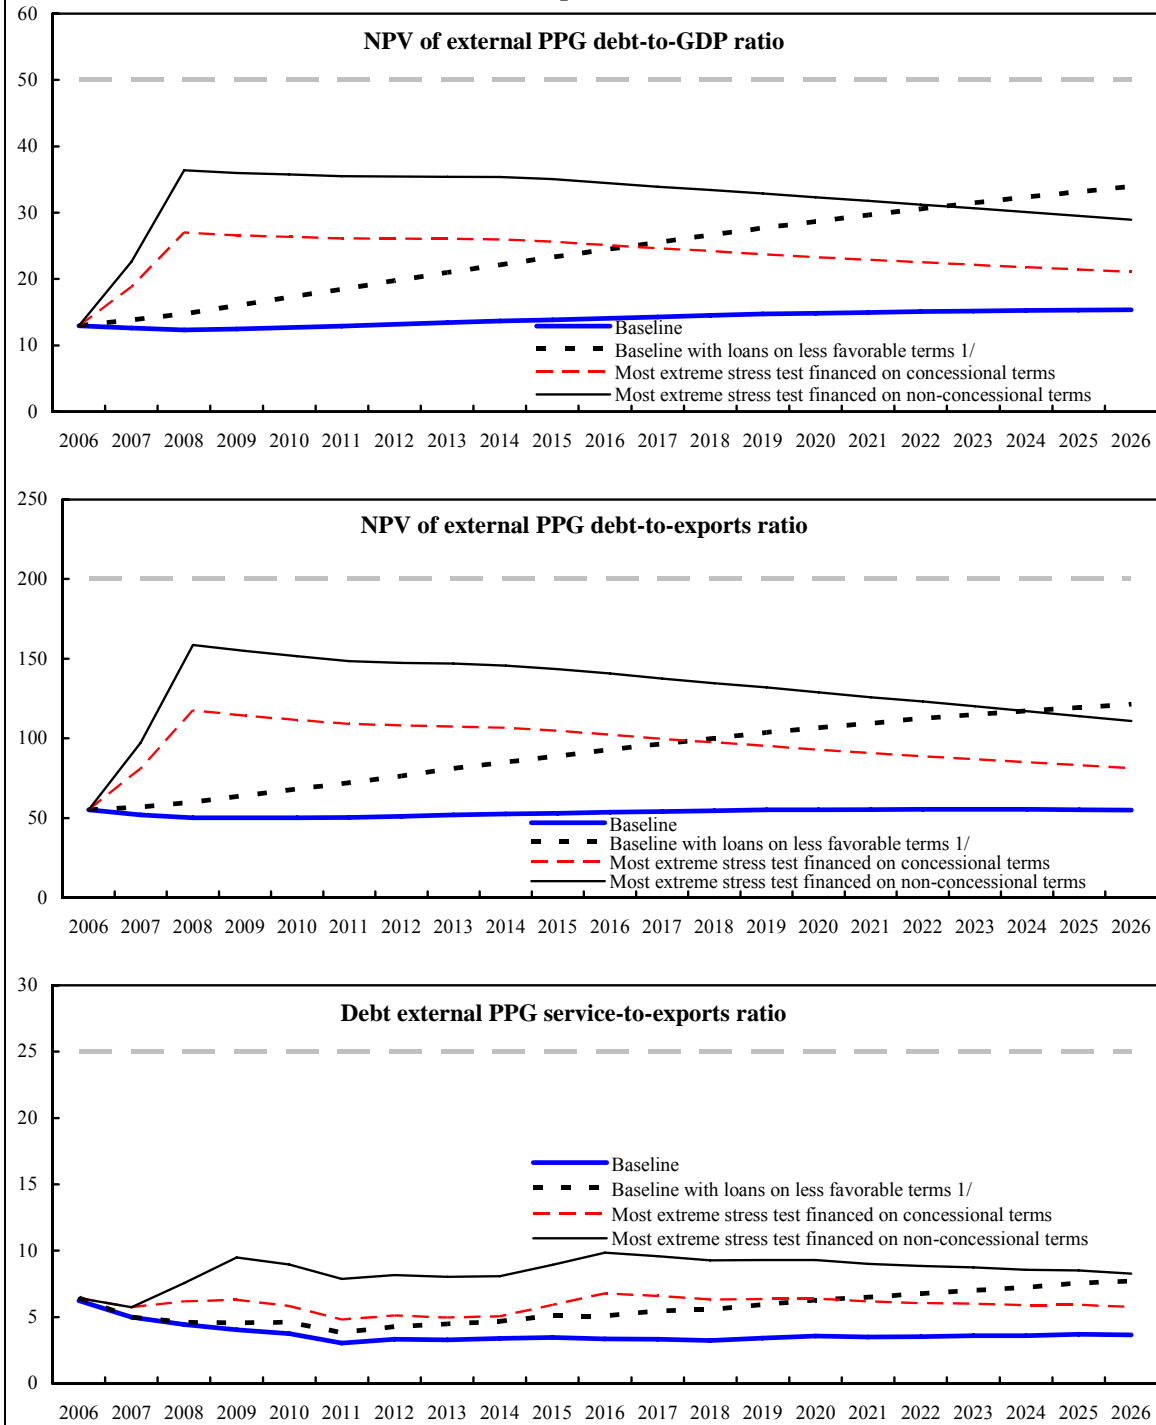 60
NPV of external PPG debt-to-GDP ratio
50
40
30
20
10
0
Baseline
Baseline with loans on less favorable terms 1/
Most extreme stress test financed on concessional terms
Most extreme stress test financed on non-concessional terms
2006 2007 2008 2009 2010 2011 2012 2013 2014 2015 2016 2017 2018 2019 2020 2021 2022 2023 2024 2025 2026
250
NPV of external PPG debt-to-exports ratio
200
150
100
50
0
Baseline
Baseline with loans on less favorable terms 1/
Most extreme stress test financed on concessional terms
Most extreme stress test financed on non-concessional terms
2006 2007 2008 2009 2010 2011 2012 2013 2014 2015 2016 2017 2018 2019 2020 2021 2022 2023 2024 2025 2026
30
Debt external PPG service-to-exports ratio
25
20
15
10
5
0
Baseline
Baseline with loans on less favorable terms 1/
Most extreme stress test financed on concessional terms
Most extreme stress test financed on non-concessional terms
2006 2007 2008 2009 2010 2011 2012 2013 2014 2015 2016 2017 2018 2019 2020 2021 2022 2023 2024 2025 2026